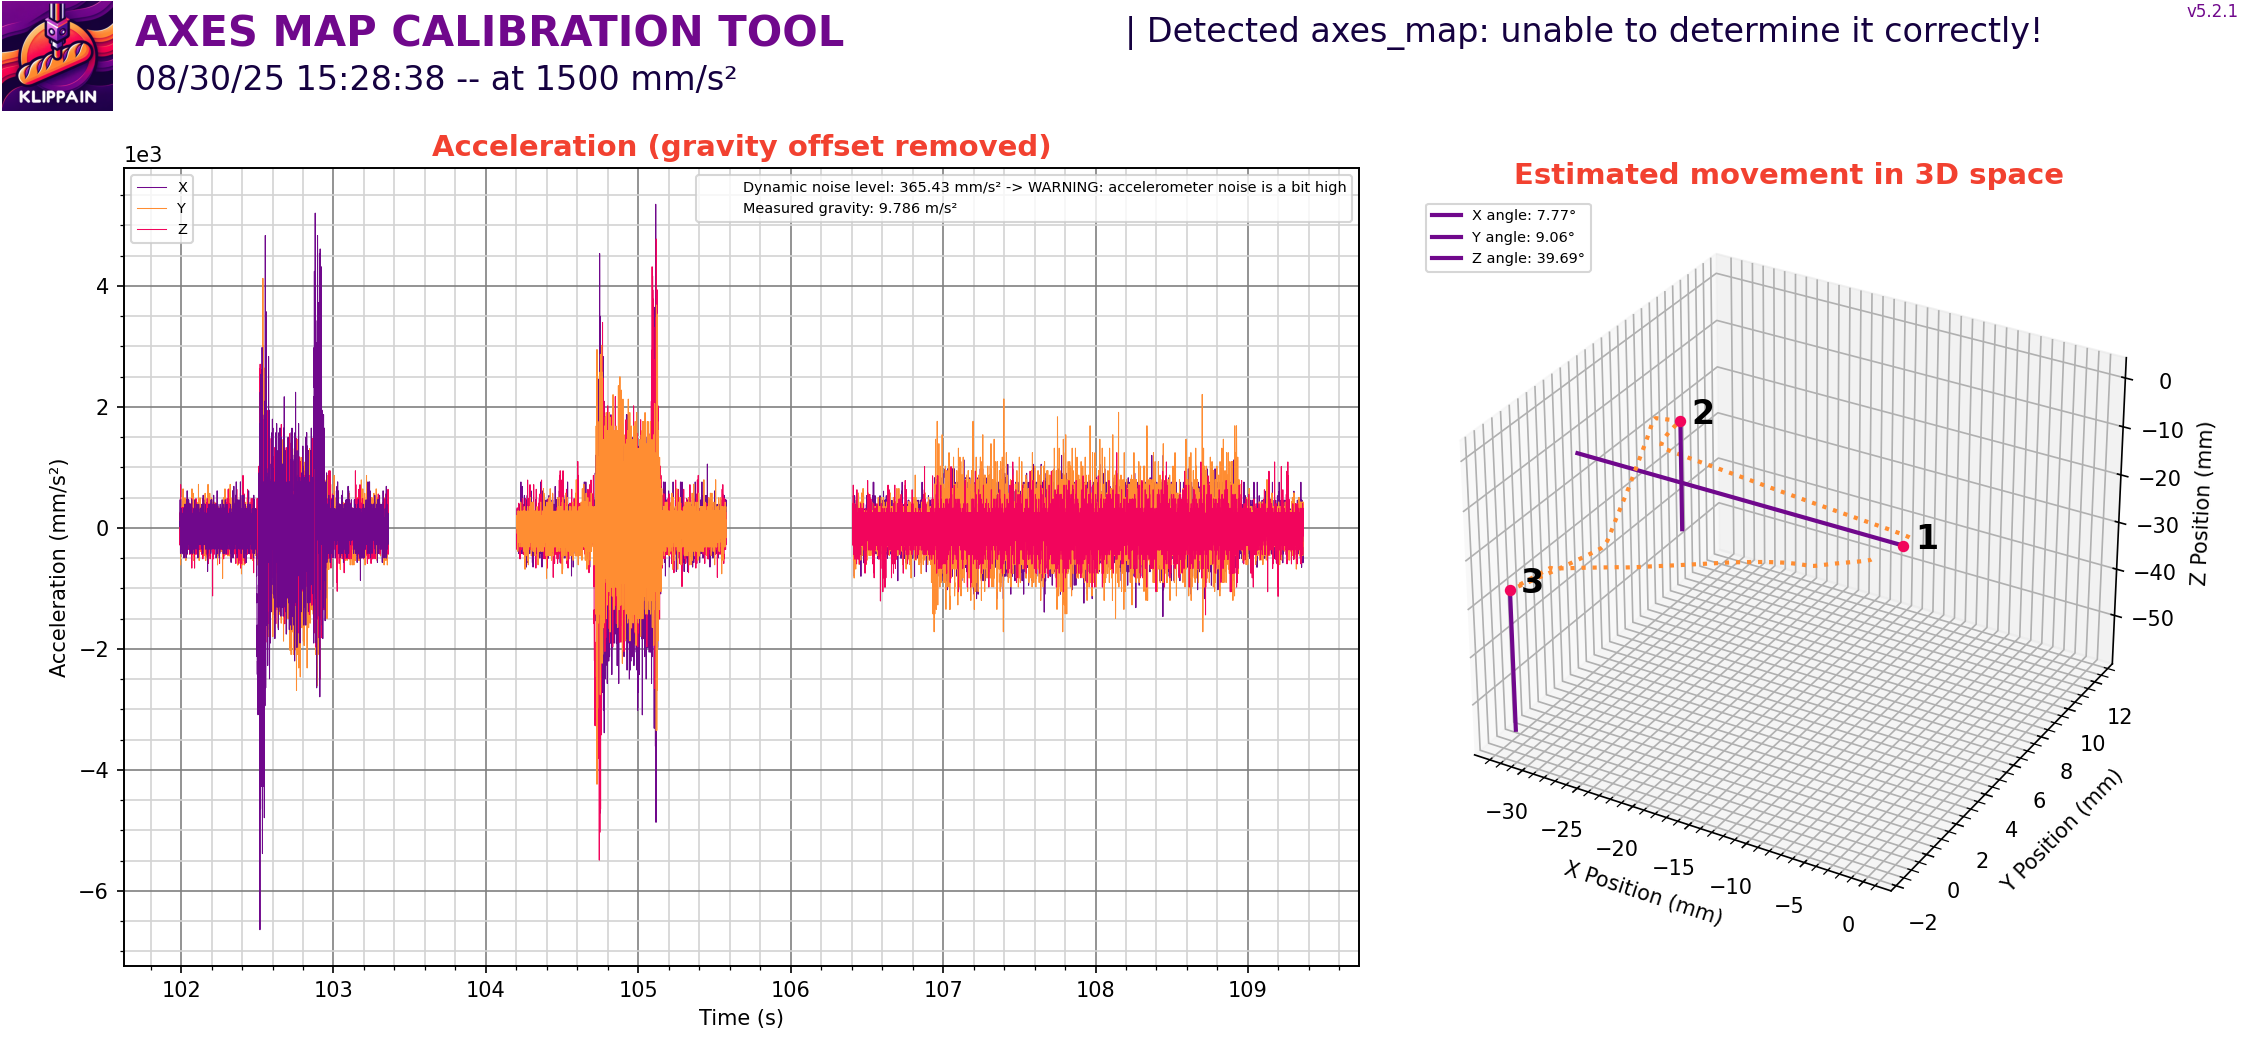 AXES MAP CALIBRATION TOOL
| Detected axes_map: unable to determine it correctly!
v5.2.1
08/30/25 15:28:38 -- at 1500 mm/s²
KLIPPAIN
Acceleration (gravity offset removed)
1e3
X
Y
Z
Dynamic noise level: 365.43 mm/s² -> WARNING: accelerometer noise is a bit high
Measured gravity: 9.786 m/s²
Acceleration (mm/s²)
4
2
0
−2
−4
−6
102
103
104
105
106
107
108
109
Time (s)
Estimated movement in 3D space
X angle: 7.77°
Y angle: 9.06°
Z angle: 39.69°
1
2
3
0
−10
−20
−30
−40
−50
Z Position (mm)
12
10
8
6
4
2
0
−2
Y Position (mm)
−30
−25
−20
−15
−10
−5
0
X Position (mm)